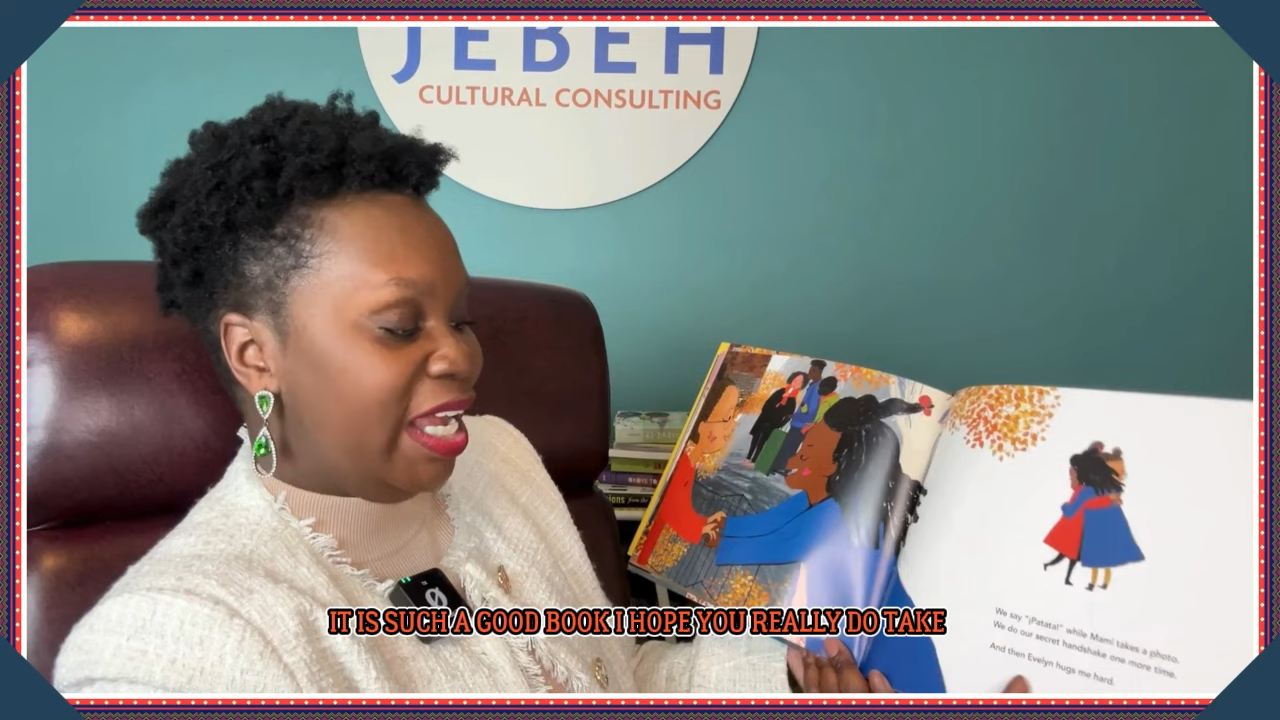 JEBEH
CULTURAL CONSULTING
We say "¡Patata!" while Mami takes a photo.
We do our secret handshake one more time.
And then Evelyn hugs me hard.
IT IS SUCH A GOOD BOOK I HOPE YOU REALLY DO TAKE